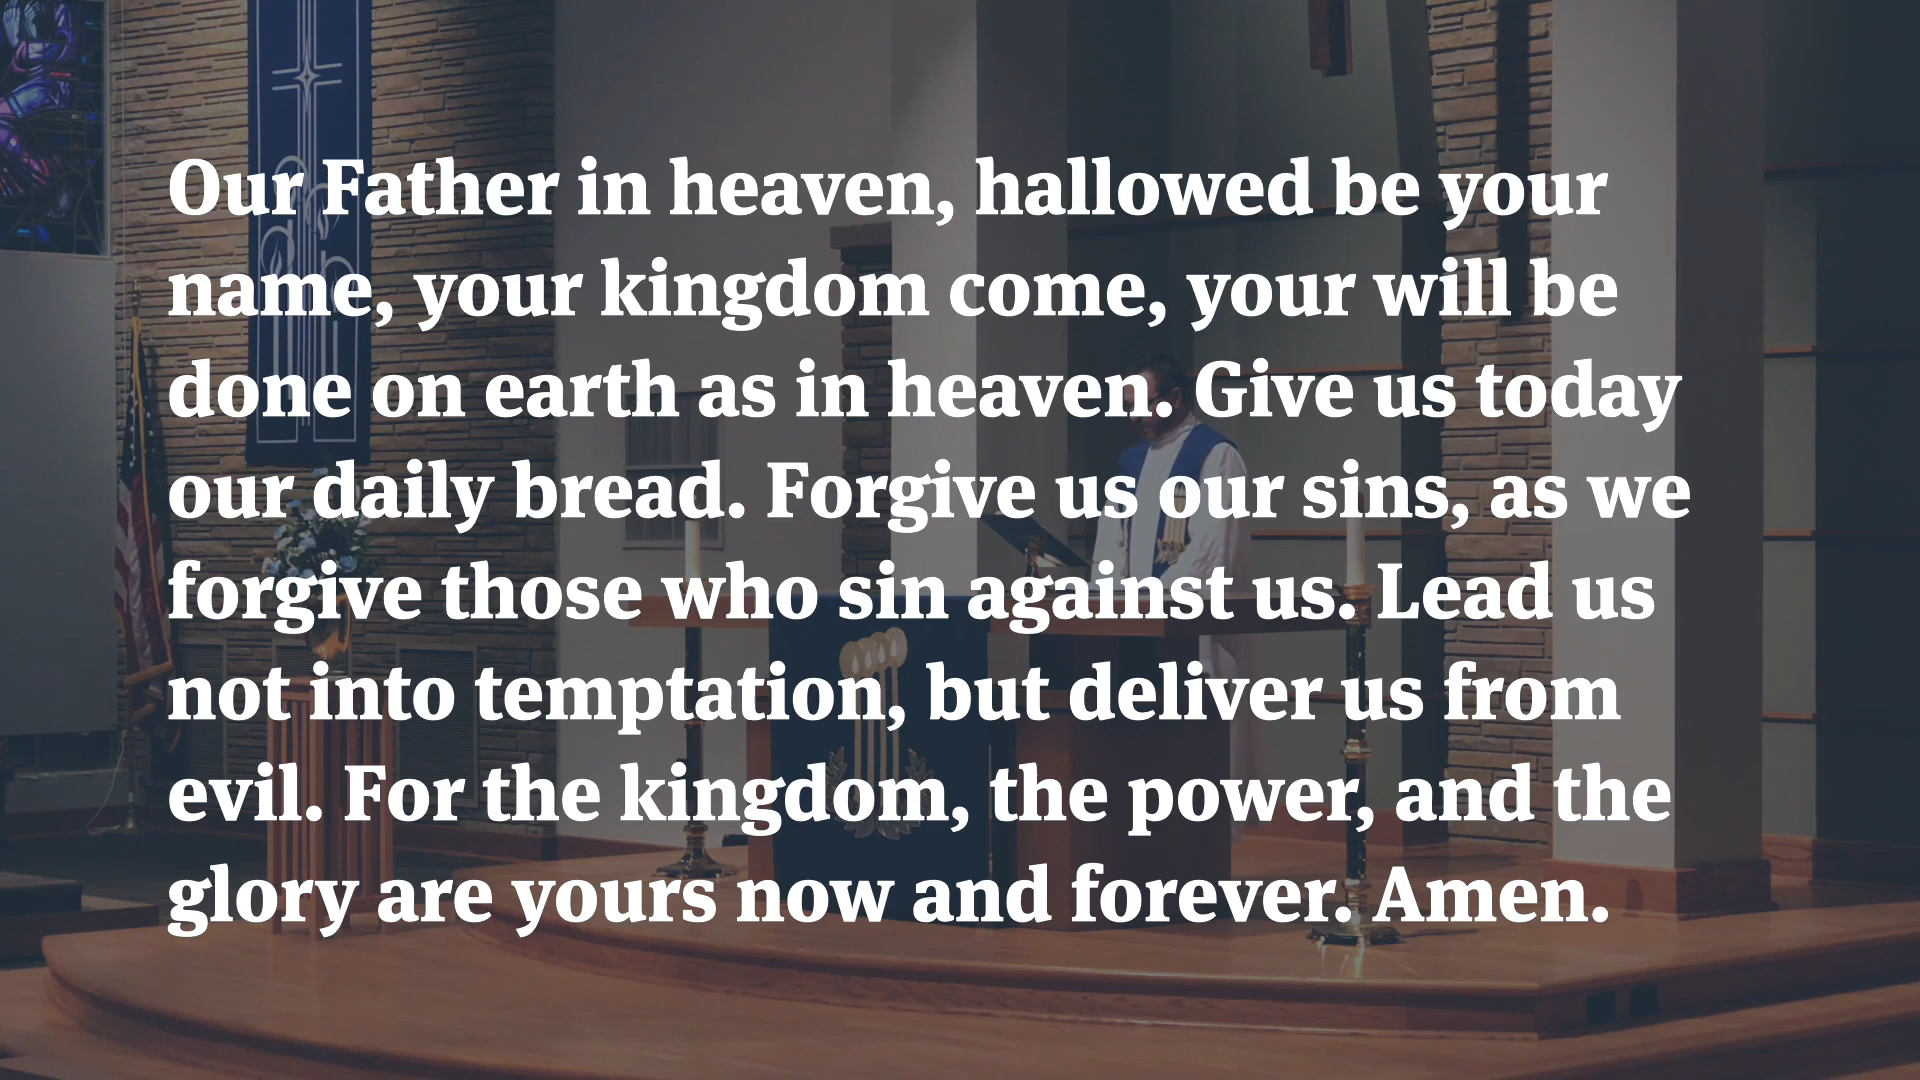 Our Father in heaven, hallowed be your
name, your kingdom come, your will be
done on earth as in heaven. Give us today
our daily bread. Forgive us our sins, as we
forgive those who sin against us. Lead us
not into temptation, but deliver us from
evil. For the kingdom, the power, and the
glory are yours now and forever. Amen.